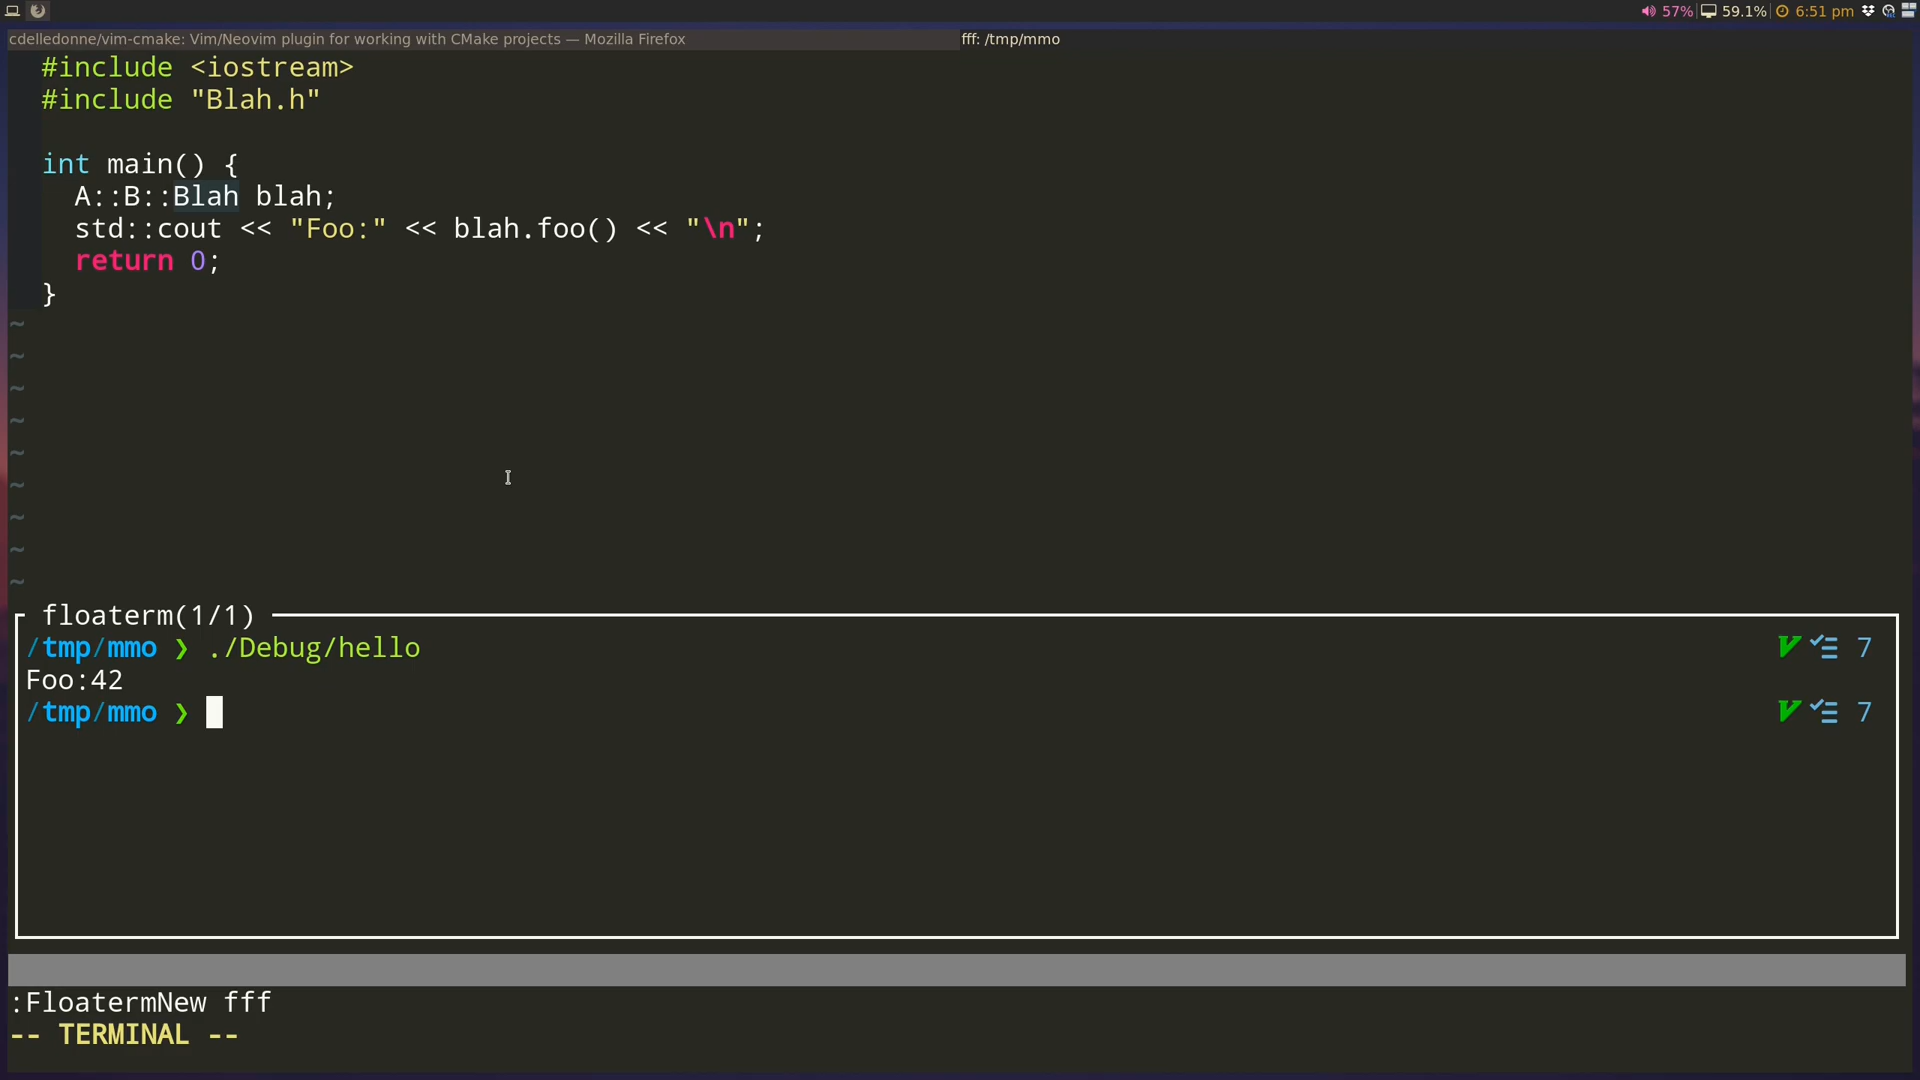 57% 59.1% 6:51 pm
cdelledonne/vim-cmake: Vim/Neovim plugin for working with CMake projects — Mozilla Firefox fff: /tmp/mmo
#include <iostream>
#include "Blah.h"
int main() {
A::B::Blah blah;
std::cout << "Foo:" << blah.foo() << "\n";
return 0;
}
~
~
~
~
~
~
~
~
~
floaterm(1/1)
/tmp/mmo ❯ ./Debug/hello 7
Foo:42
/tmp/mmo ❯ 7
:FloatermNew fff
-- TERMINAL --